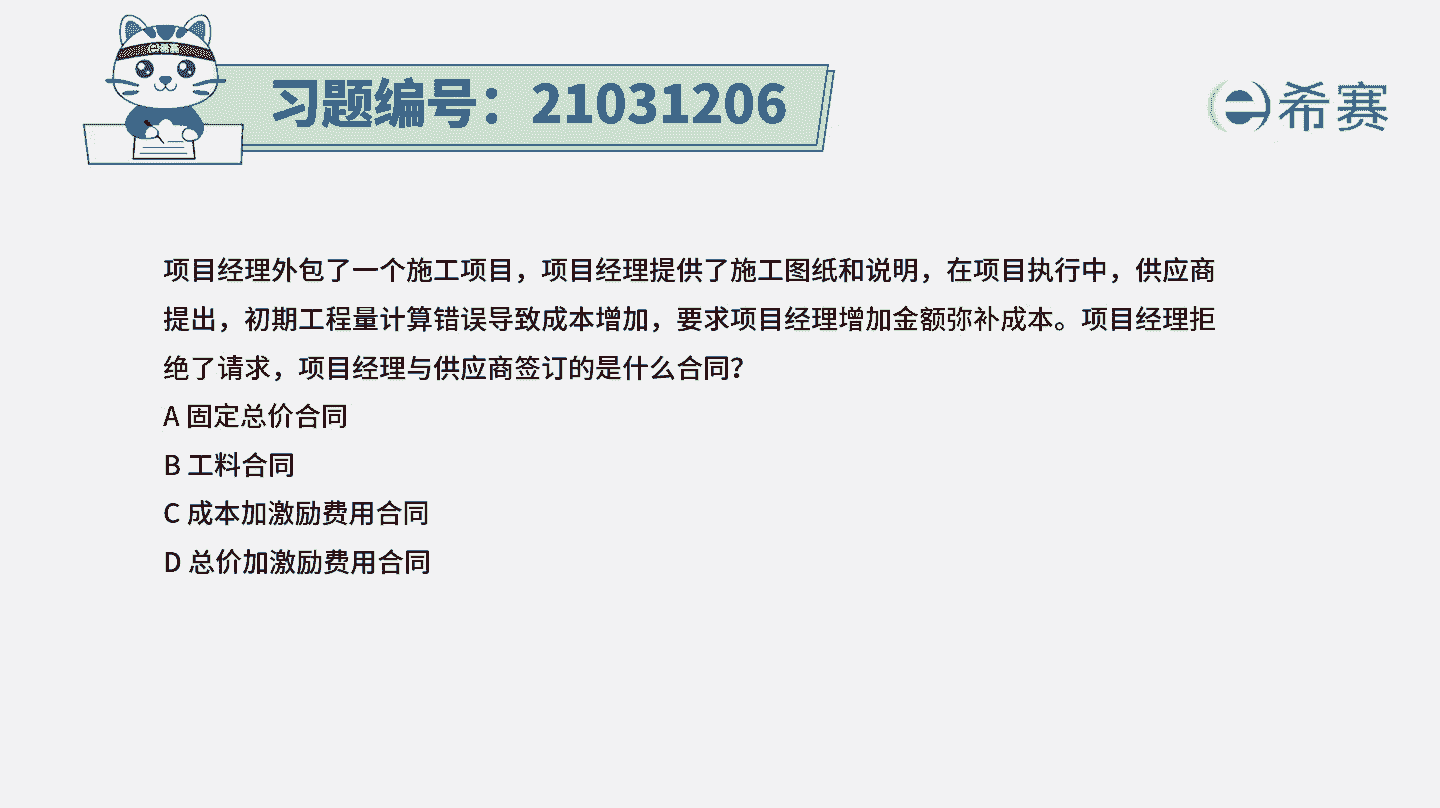 习题编号：21031206
希赛
项目经理外包了一个施工项目，项目经理提供了施工图纸和说明，在项目执行中，供应商
提出，初期工程量计算错误导致成本增加，要求项目经理增加金额弥补成本。项目经理拒
绝了请求，项目经理与供应商签订的是什么合同？
A 固定总价合同
B 工料合同
C 成本加激励费用合同
D 总价加激励费用合同